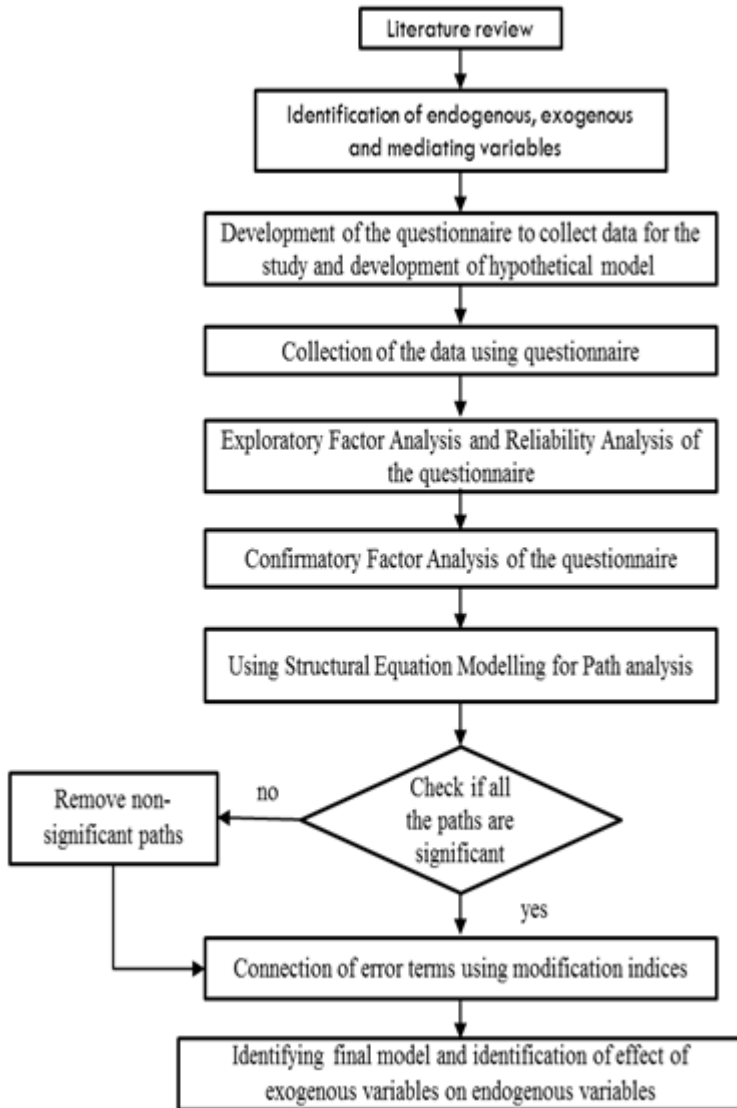 Literature review
Identification of endogenous, exogenous
and mediating variables
Development of the questionnaire to collect data for the
study and development of hypothetical model
Collection of the data using questionnaire
Exploratory Factor Analysis and Reliability Analysis of
the questionnaire
Confirmatory Factor Analysis of the questionnaire
Using Structural Equation Modelling for Path analysis
Check if all
the paths are
significant
no
Remove non-
significant paths
yes
Connection of error terms using modification indices
Identifying final model and identification of effect of
exogenous variables on endogenous variables